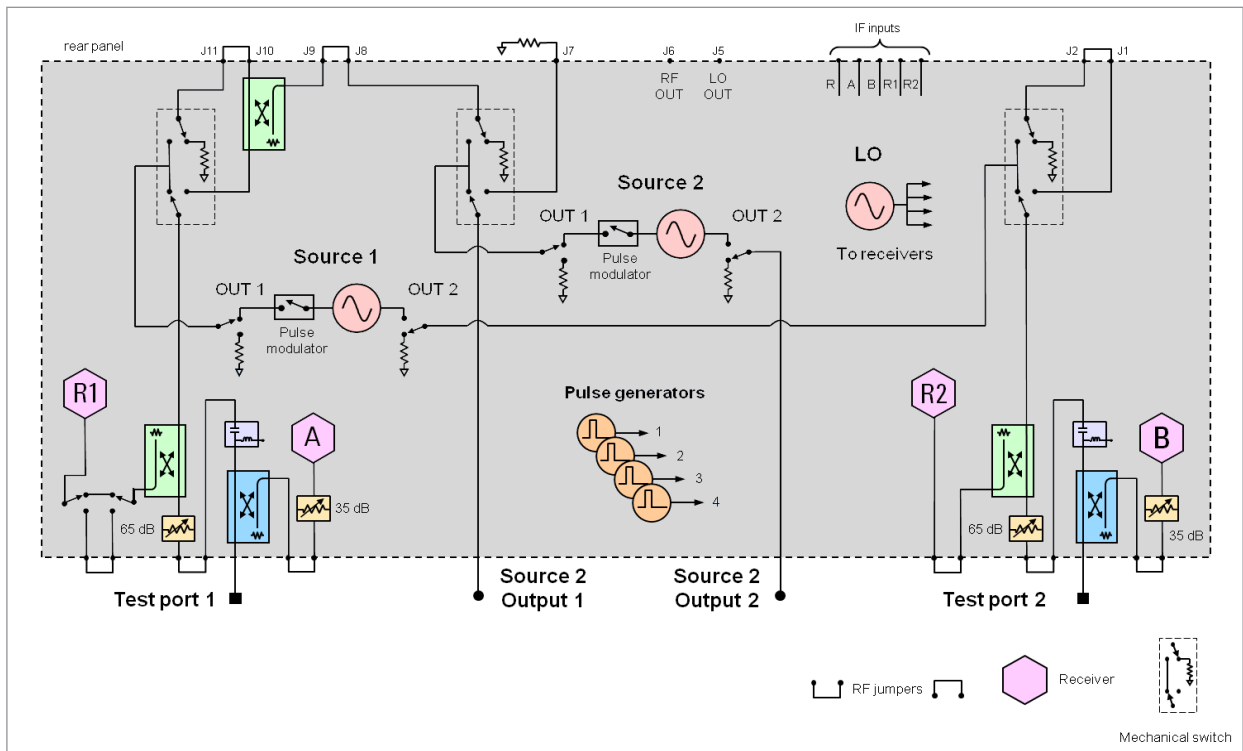 rear panel
J11
J10
J9
J8
J7
J6
J5
RF
OUT
LO
OUT
IF inputs
R
A
B
R1
R2
J2
J1
Source 2
OUT 1
OUT 2
Pulse
modulator
LO
To receivers
Source 1
OUT 1
OUT 2
Pulse
modulator
R1
A
65 dB
35 dB
Pulse generators
1
2
3
4
R2
B
65 dB
35 dB
Test port 1
Source 2
Output 1
Source 2
Output 2
Test port 2
RF jumpers
Receiver
Mechanical switch